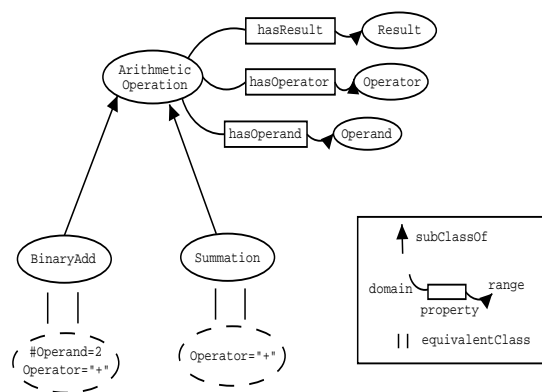 hasResult
Result
Arithmetic
Operation
hasOperator
Operator
hasOperand
Operand
BinaryAdd
Summation
#Operand=2
Operator="+"
Operator="+"
subClassOf
domain
range
property
equivalentClass